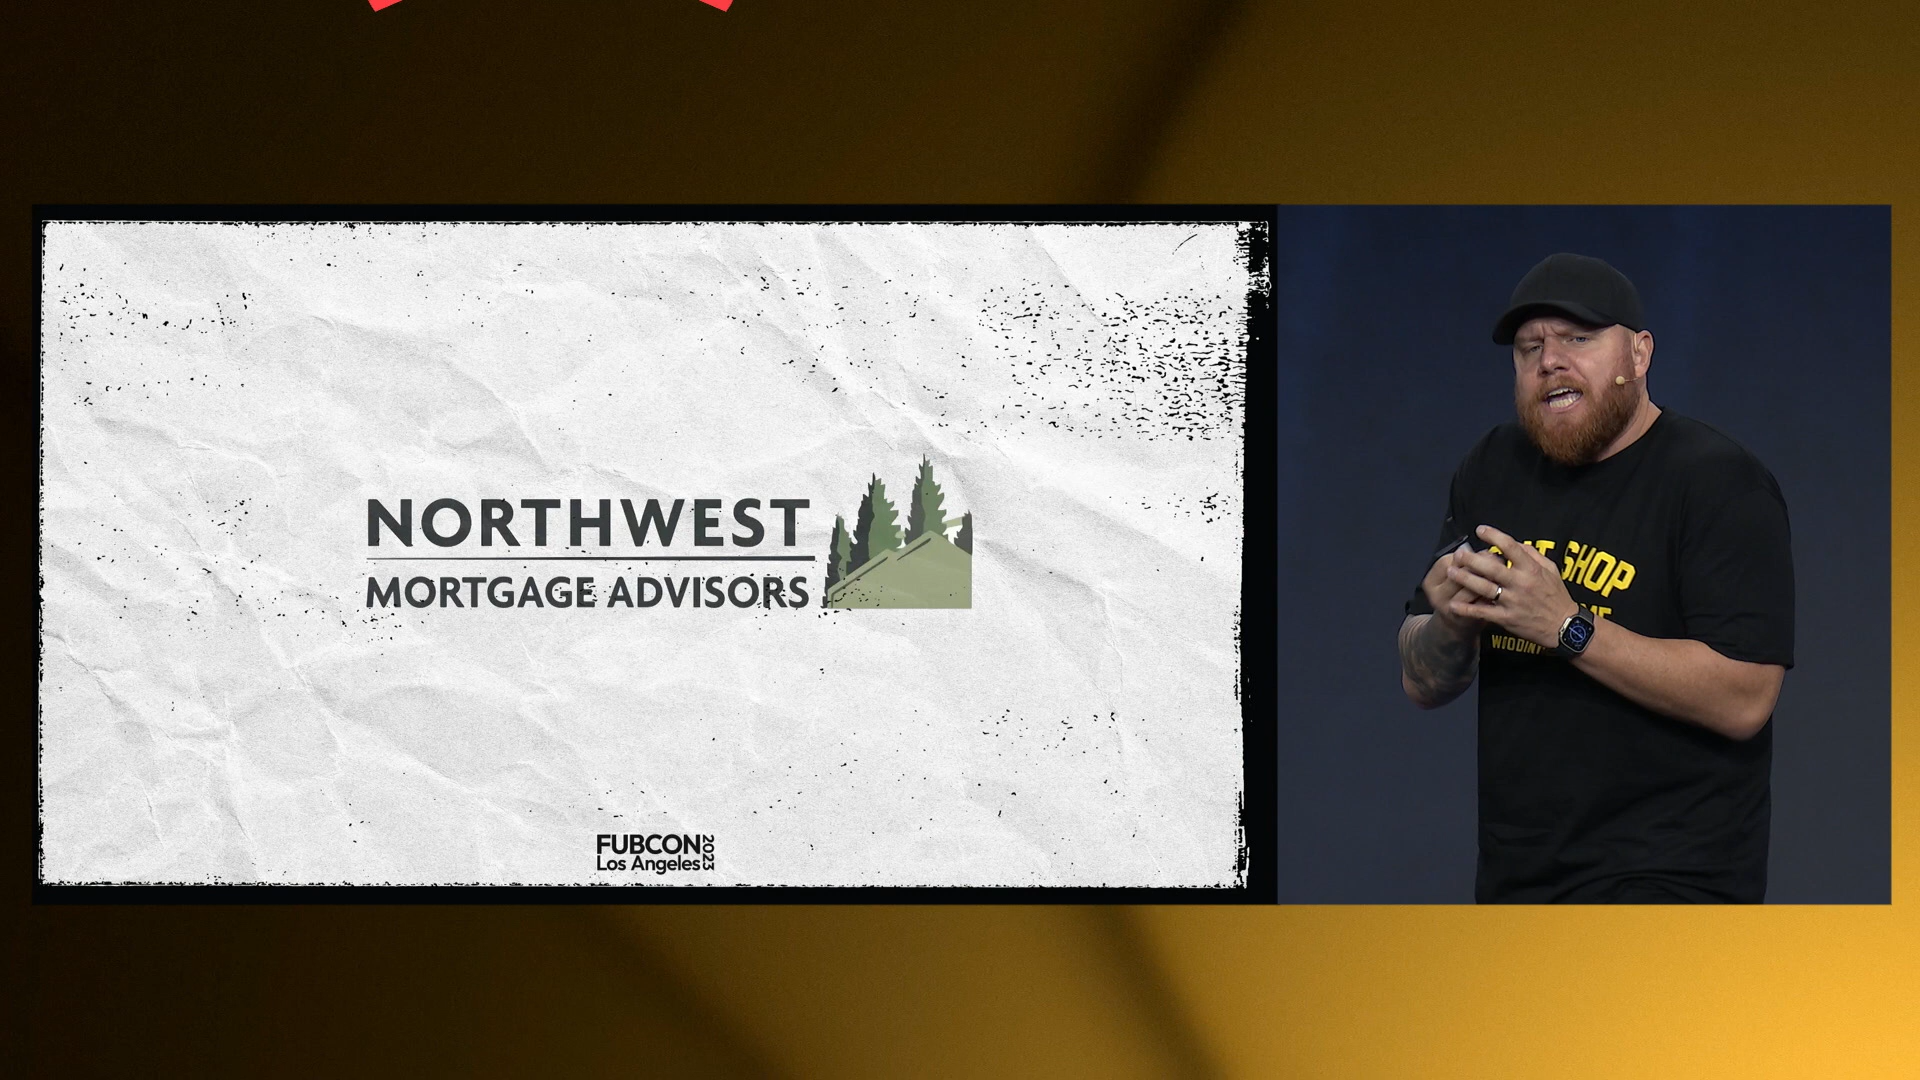 NORTHWEST
MORTGAGE ADVISORS
FUBCON
Los Angeles
2023
SHOP